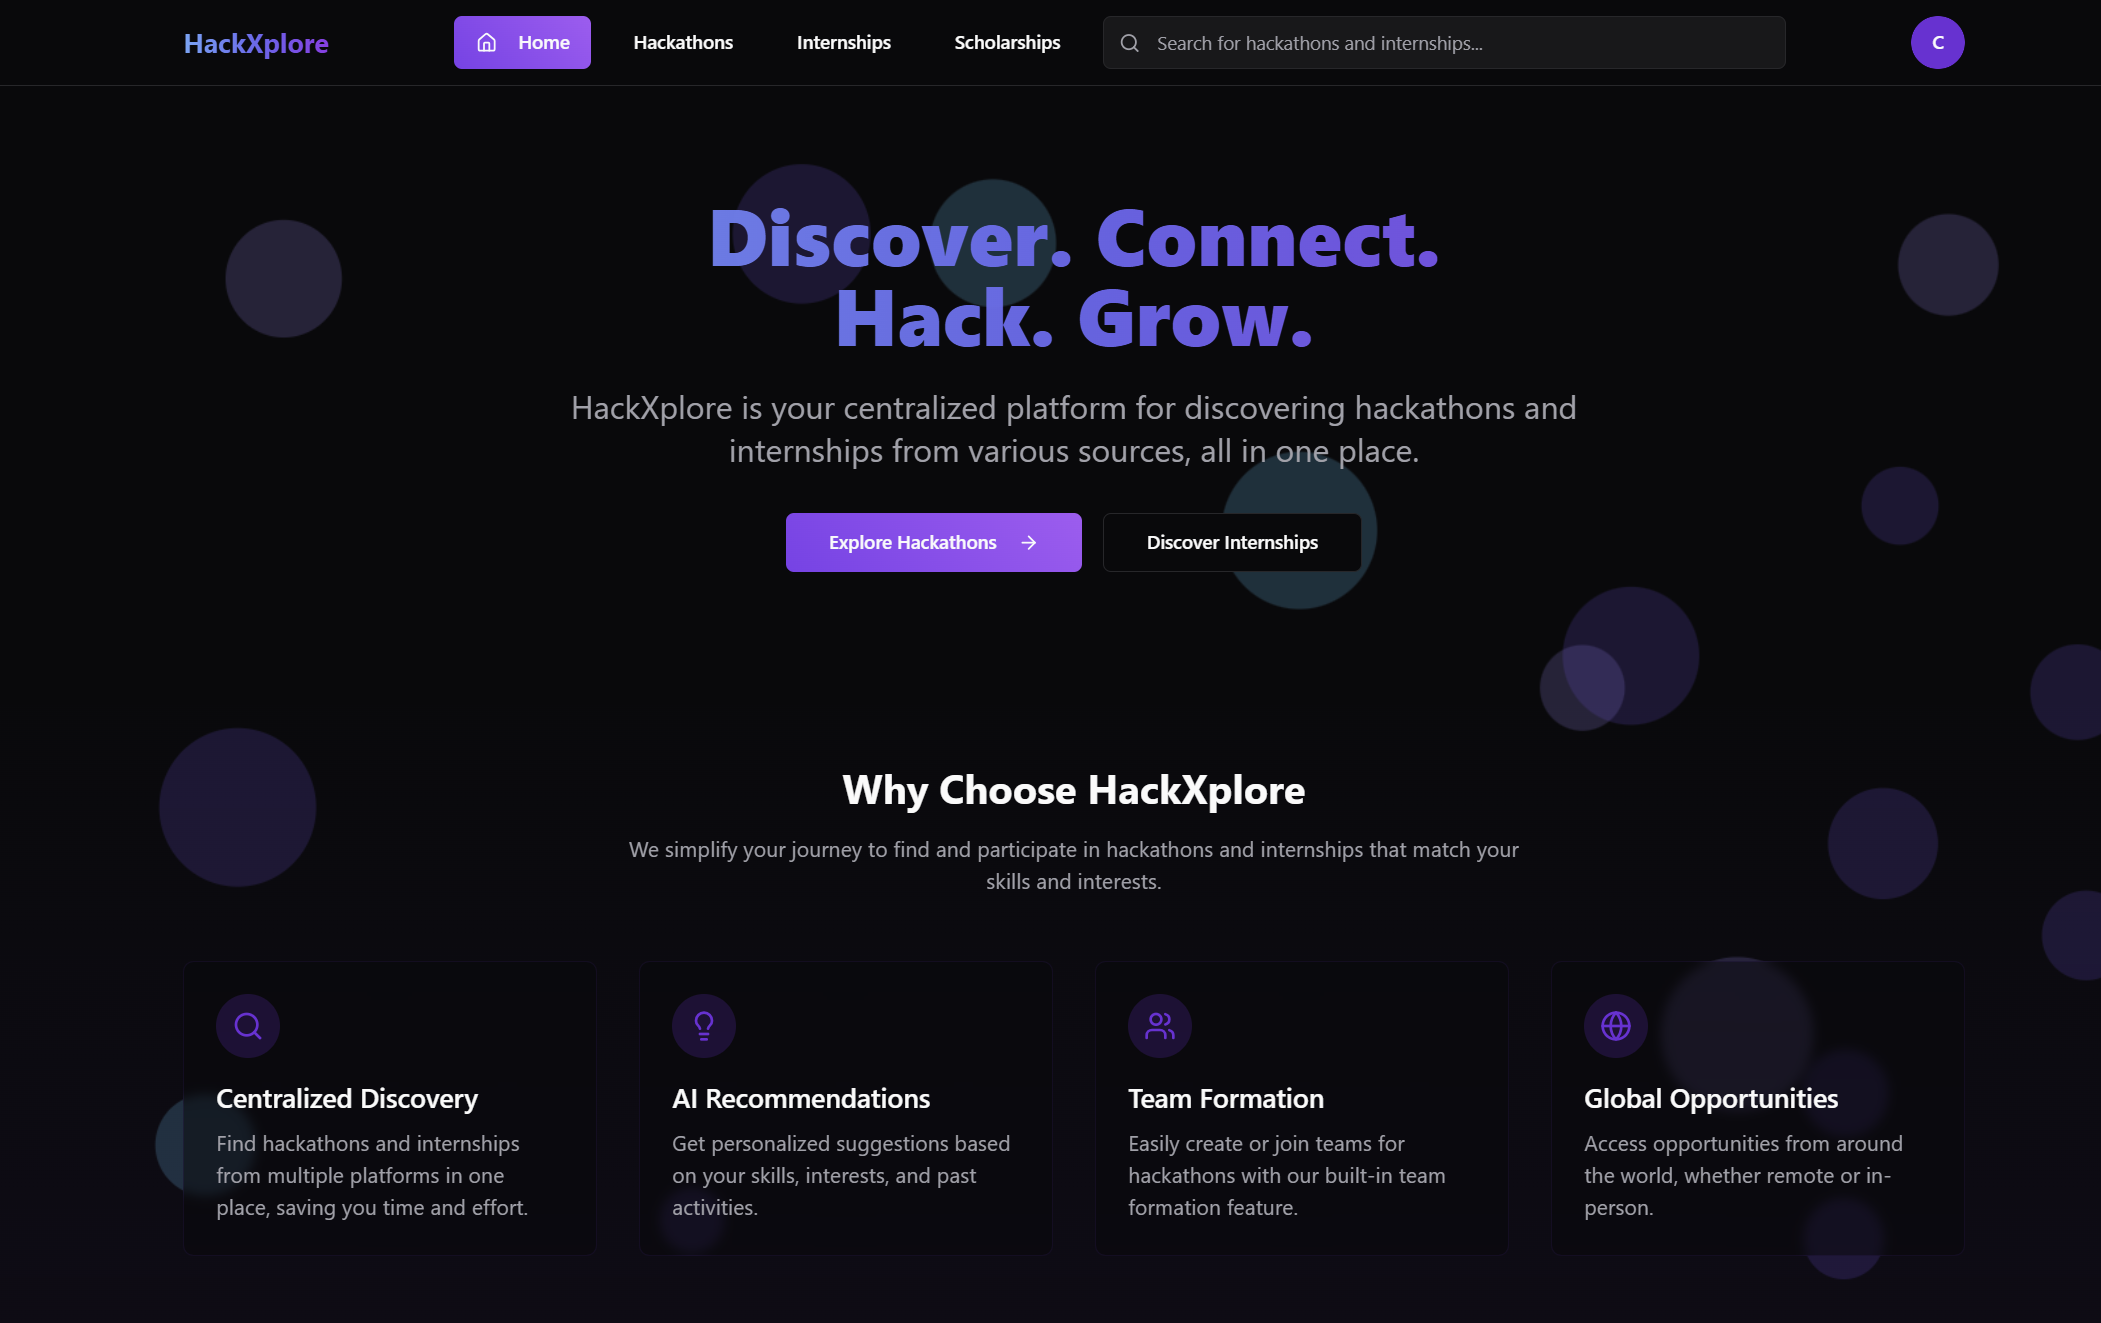 HackXplore
Home
Hackathons
Internships
Scholarships
Search for hackathons and internships...
C
Discover. Connect.
Hack. Grow.
HackXplore is your centralized platform for discovering hackathons and
internships from various sources, all in one place.
Explore Hackathons
Discover Internships
Why Choose HackXplore
We simplify your journey to find and participate in hackathons and internships that match your
skills and interests.
Centralized Discovery
Find hackathons and internships
from multiple platforms in one
place, saving you time and effort.
AI Recommendations
Get personalized suggestions based
on your skills, interests, and past
activities.
Team Formation
Easily create or join teams for
hackathons with our built-in team
formation feature.
Global Opportunities
Access opportunities from around
the world, whether remote or in-
person.